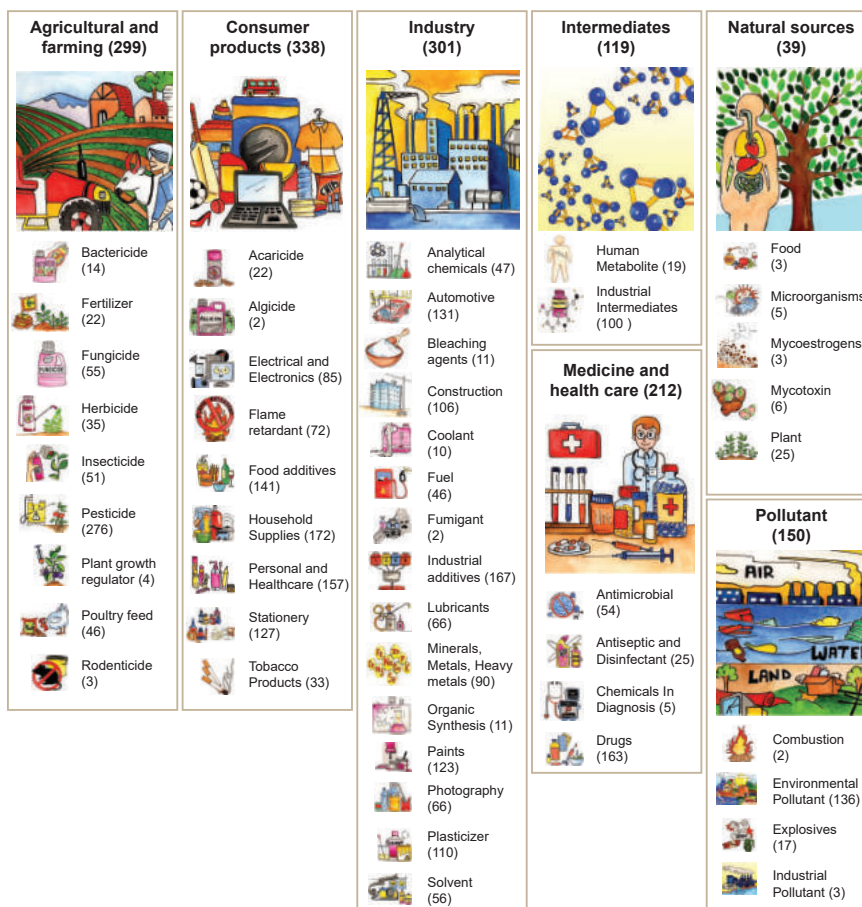 Agricultural and
farming (299)
Bactericide
(14)
Fertilizer
(22)
Fungicide
(55)
Herbicide
(35)
Insecticide
(51)
Pesticide
(276)
Plant growth
regulator (4)
Poultry feed
(46)
Rodenticide
(3)
Consumer
products (338)
Acaricide
(22)
Algicide
(2)
Electrical and
Electronics (85)
Flame
retardant (72)
Food additives
(141)
Household
Supplies (172)
Personal and
Healthcare (157)
Stationery
(127)
Tobacco
Products (33)
Industry
(301)
Analytical
chemicals (47)
Automotive
(131)
Bleaching
agents (11)
Construction
(106)
Coolant
(10)
Fuel
(46)
Fumigant
(2)
Industrial
additives (167)
Lubricants
(66)
Minerals,
Metals, Heavy
metals (90)
Organic
Synthesis (11)
Paints
(123)
Photography
(66)
Plasticizer
(110)
Solvent
(56)
Intermediates
(119)
Human
Metabolite (19)
Industrial
Intermediates
(100 )
Medicine and
health care (212)
Antimicrobial
(54)
Antiseptic and
Disinfectant (25)
Chemicals In
Diagnosis (5)
Drugs
(163)
Natural sources
(39)
Food
(3)
Microorganisms
(5)
Mycoestrogens
(3)
Mycotoxin
(6)
Plant
(25)
Pollutant
(150)
AIR
WATER
LAND
Combustion
(2)
Environmental
Pollutant (136)
Explosives
(17)
Industrial
Pollutant (3)